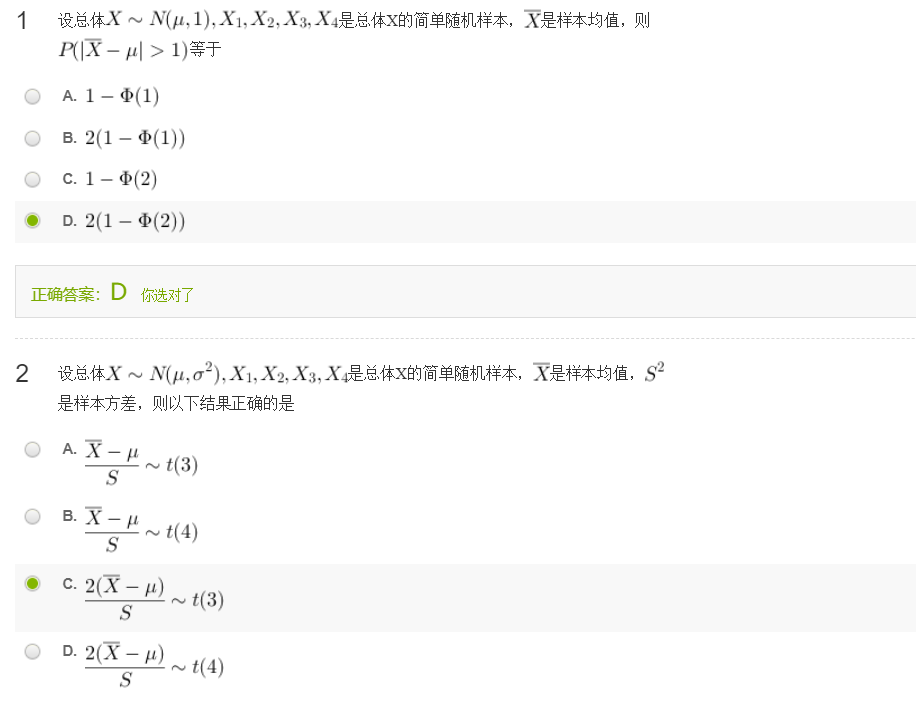 1 设总体X ~ N(μ,1), X₁, X₂, X₃, X₄是总体X的简单随机样本，X̅是样本均值，则
P(|X̅ − μ| > 1)等于
A. 1 − Φ(1)
B. 2(1 − Φ(1))
C. 1 − Φ(2)
D. 2(1 − Φ(2))
正确答案：D 你选对了
2 设总体X ~ N(μ,σ²), X₁, X₂, X₃, X₄是总体X的简单随机样本，X̅是样本均值，S²
是样本方差，则以下结果正确的是
A. (X̅ − μ)/S ~ t(3)
B. (X̅ − μ)/S ~ t(4)
C. 2(X̅ − μ)/S ~ t(3)
D. 2(X̅ − μ)/S ~ t(4)